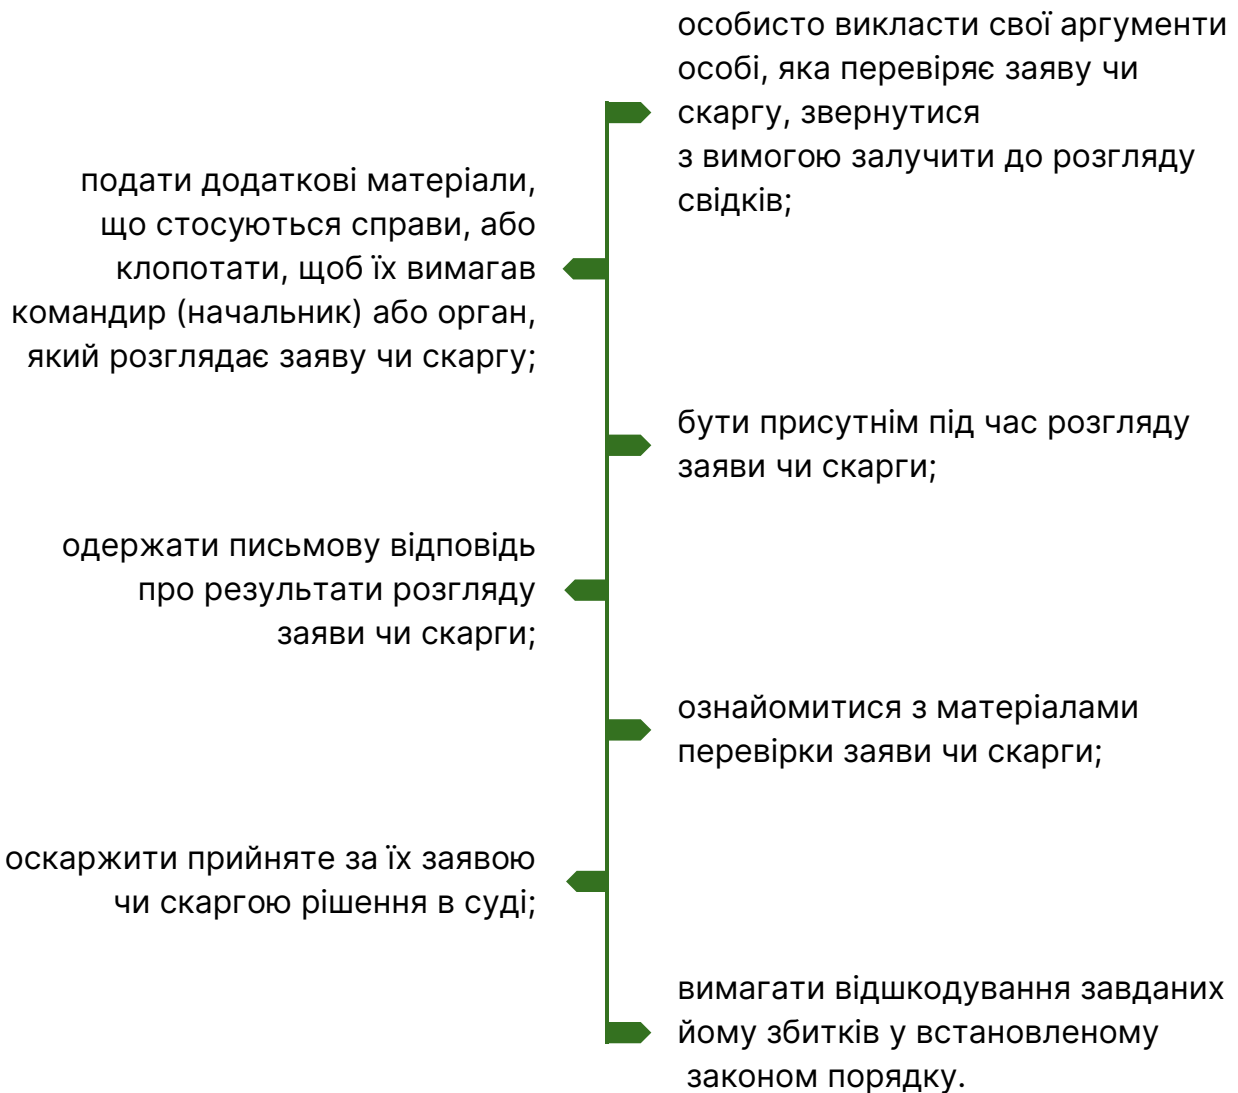 особисто викласти свої аргументи
особі, яка перевіряє заяву чи
скаргу, звернутися
з вимогою залучити до розгляду
свідків;
подати додаткові матеріали,
що стосуються справи, або
клопотати, щоб їх вимагав
командир (начальник) або орган,
який розглядає заяву чи скаргу;
бути присутнім під час розгляду
заяви чи скарги;
одержати письмову відповідь
про результати розгляду
заяви чи скарги;
ознайомитися з матеріалами
перевірки заяви чи скарги;
оскаржити прийняте за їх заявою
чи скаргою рішення в суді;
вимагати відшкодування завданих
йому збитків у встановленому
законом порядку.